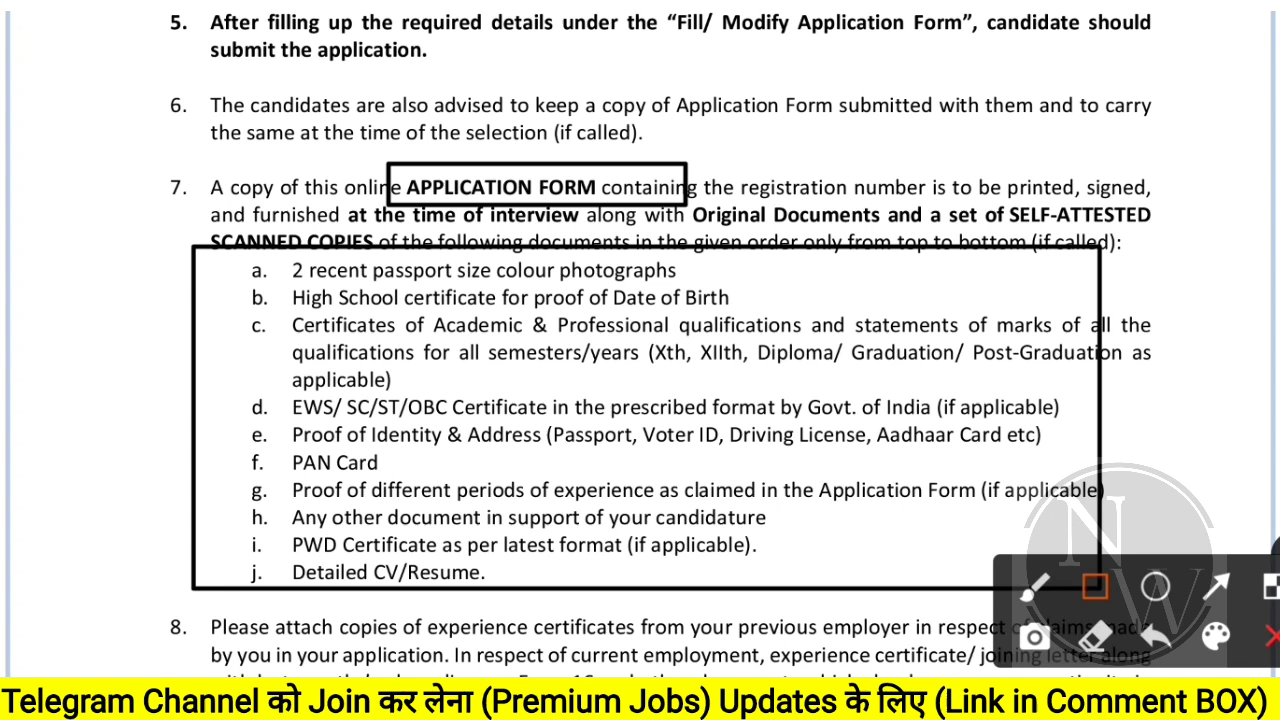 5. After filling up the required details under the “Fill/ Modify Application Form”, candidate should
submit the application.
6. The candidates are also advised to keep a copy of Application Form submitted with them and to carry
the same at the time of the selection (if called).
7. A copy of this online APPLICATION FORM containing the registration number is to be printed, signed,
and furnished at the time of interview along with Original Documents and a set of SELF-ATTESTED
SCANNED COPIES of the following documents in the given order only from top to bottom (if called):
a. 2 recent passport size colour photographs
b. High School certificate for proof of Date of Birth
c. Certificates of Academic & Professional qualifications and statements of marks of all the
qualifications for all semesters/years (Xth, XIIth, Diploma/ Graduation/ Post-Graduation as
applicable)
d. EWS/ SC/ST/OBC Certificate in the prescribed format by Govt. of India (if applicable)
e. Proof of Identity & Address (Passport, Voter ID, Driving License, Aadhaar Card etc)
f. PAN Card
g. Proof of different periods of experience as claimed in the Application Form (if applicable)
h. Any other document in support of your candidature
i. PWD Certificate as per latest format (if applicable).
j. Detailed CV/Resume.
N W
8. Please attach copies of experience certificates from your previous employer in respect of claims made
by you in your application. In respect of current employment, experience certificate/ joining letter along
Telegram Channel को Join कर लेना (Premium Jobs) Updates के लिए (Link in Comment BOX)